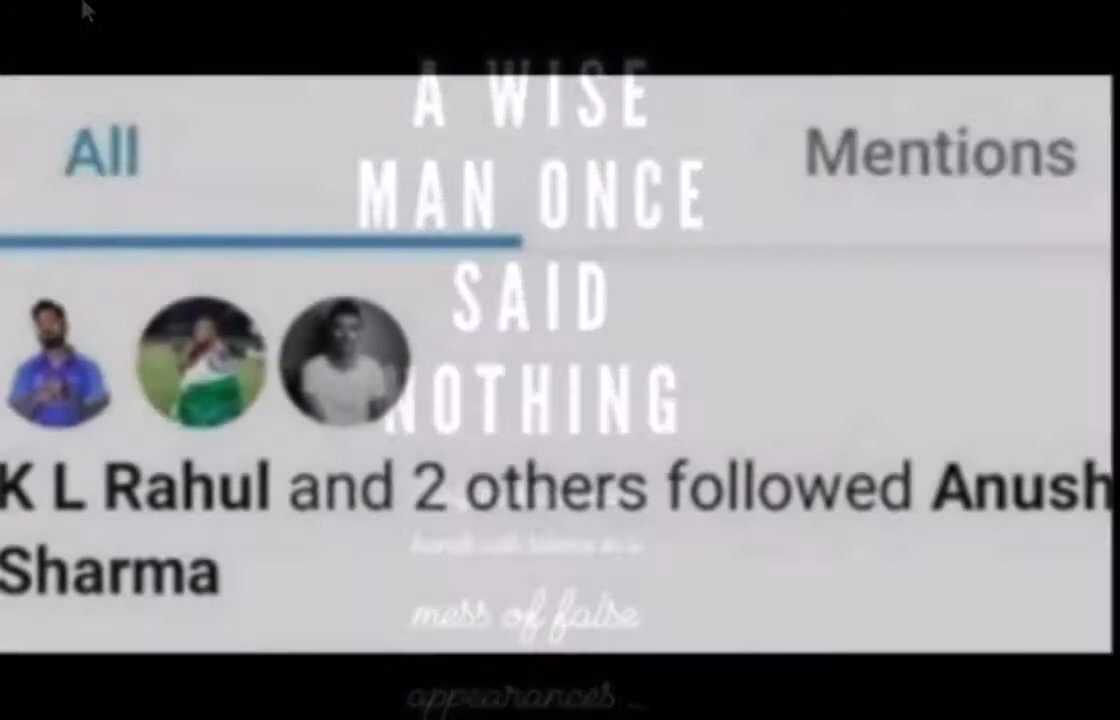 A WISE
MAN ONCE
SAID
NOTHING
All
Mentions
K L Rahul and 2 others followed Anush
Sharma
mess of false
appearances ...